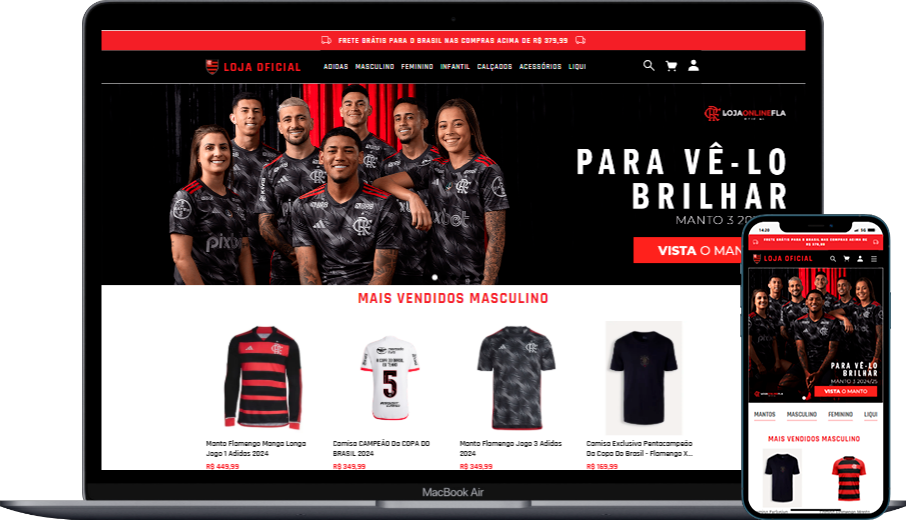 FRETE GRÁTIS PARA O BRASIL NAS COMPRAS ACIMA DE R$ 379,99
LOJA OFICIAL ADIDAS MASCULINO FEMININO INFANTIL CALÇADOS ACESSÓRIOS LIQUI
LOJAONLINEFLA
PARA VÊ-LO
BRILHAR
MANTO 3 20
VISTA O MAN
MAIS VENDIDOS MASCULINO
Manto Flamengo Manga Longa
Jogo 1 Adidas 2024
R$ 449,99
Camisa CAMPEÃO Da COPA DO
BRASIL 2024
R$ 349,99
Manto Flamengo Jogo 3 Adidas
2024
R$ 349,99
Camisa Exclusiva Pentacampeão
Da Copa Do Brasil - Flamengo X...
R$ 169,99
5
MacBook Air
14:20
5G
FRETE GRÁTIS PARA O BRASIL NAS COMPRAS ACIMA DE
R$ 379,99
LOJA OFICIAL
PARA VÊ-LO
BRILHAR
MANTO 3 2024/25
VISTA O MANTO
MANTOS MASCULINO FEMININO LIQUI
MAIS VENDIDOS MASCULINO